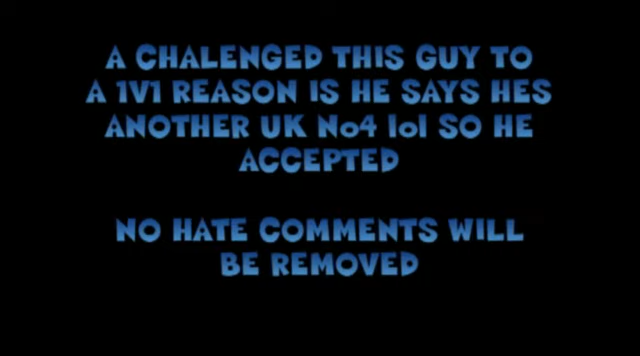 A CHALENGED THIS GUY TO
A 1V1 REASON IS HE SAYS HES
ANOTHER UK No4 lol SO HE
ACCEPTED
NO HATE COMMENTS WILL
BE REMOVED